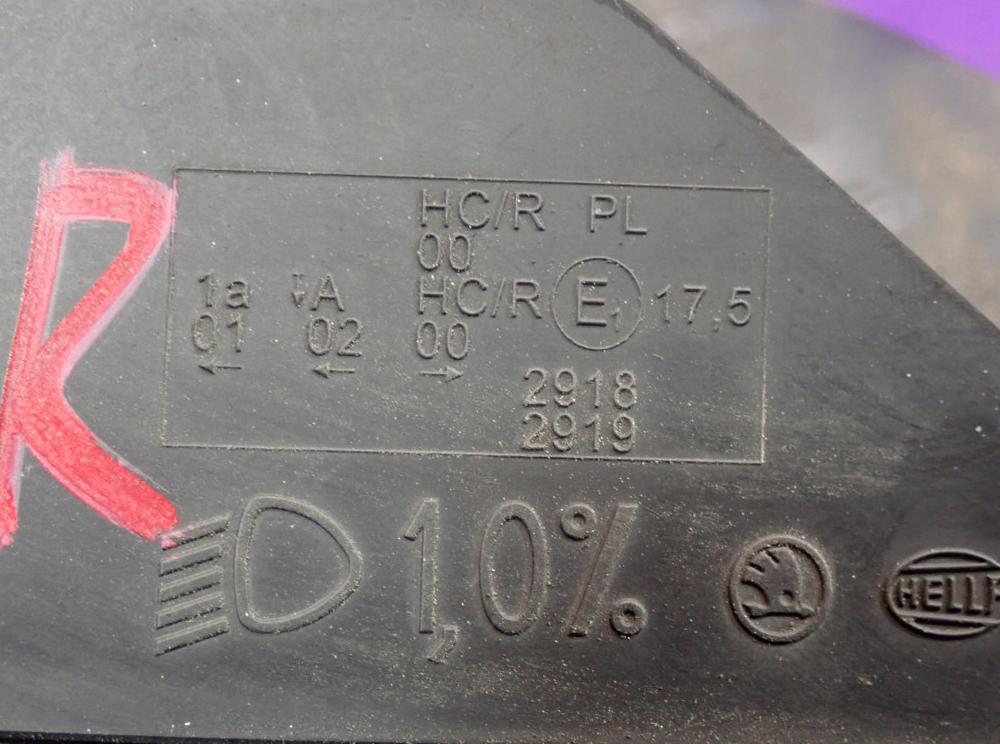 R
HC/R PL
00
1a A HC/R E1 17,5
01 02 00
← ← →
2918
2919
1,0%
HELL